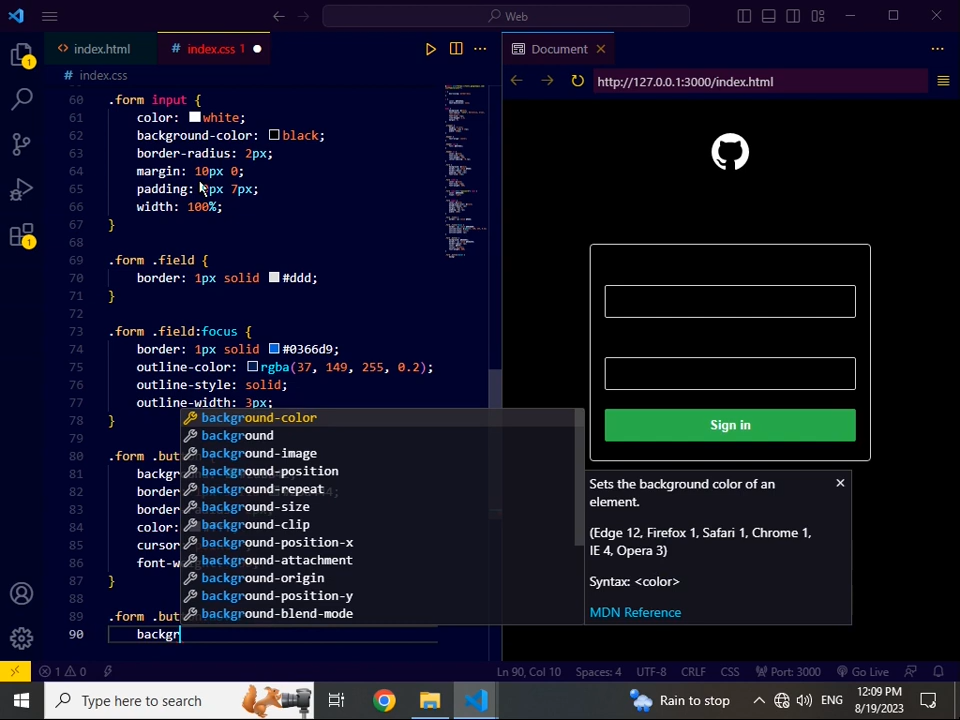 Web
index.html
index.css 1
Document
index.css
http://127.0.0.1:3000/index.html
60 .form input {
61 color: white;
62 background-color: black;
63 border-radius: 2px;
64 margin: 10px 0;
65 padding: px 7px;
66 width: 100%;
67 }
68
69 .form .field {
70 border: 1px solid #ddd;
71 }
72
73 .form .field:focus {
74 border: 1px solid #0366d9;
75 outline-color: rgba(37, 149, 255, 0.2);
76 outline-style: solid;
77 outline-width: 3px;
78 }
79
80 .form .bu
81 backgr
82 border
83 border
84 color:
85 cursor
86 font-w
87 }
88
89 .form .but
90 backgr
background-color
background
background-image
background-position
background-repeat
background-size
background-clip
background-position-x
background-attachment
background-origin
background-position-y
background-blend-mode
Sets the background color of an
element.
(Edge 12, Firefox 1, Safari 1, Chrome 1,
IE 4, Opera 3)
Syntax: <color>
MDN Reference
Sign in
1 0
Ln 90, Col 10
Spaces: 4
UTF-8
CRLF
CSS
Port: 3000
Go Live
Type here to search
Rain to stop
ENG
12:09 PM
8/19/2023